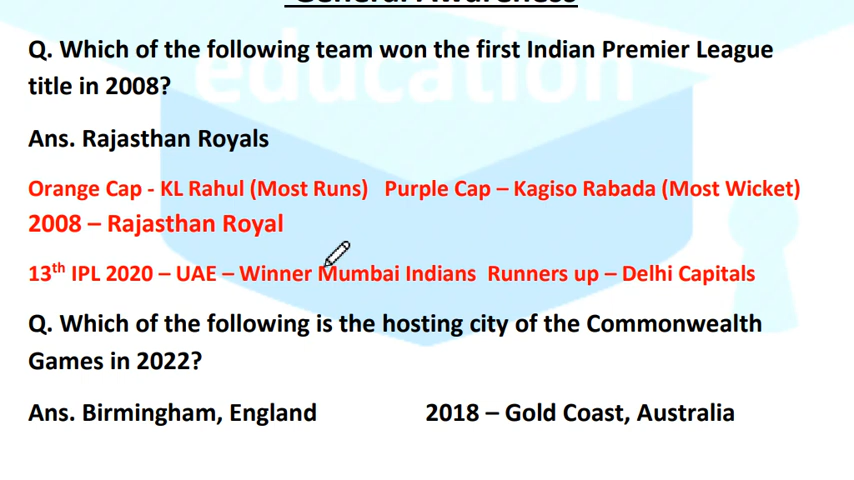 General Awareness
education
Q. Which of the following team won the first Indian Premier League
title in 2008?
Ans. Rajasthan Royals
Orange Cap - KL Rahul (Most Runs) Purple Cap – Kagiso Rabada (Most Wicket)
2008 – Rajasthan Royal
13th IPL 2020 – UAE – Winner Mumbai Indians Runners up – Delhi Capitals
Q. Which of the following is the hosting city of the Commonwealth
Games in 2022?
Ans. Birmingham, England 2018 – Gold Coast, Australia